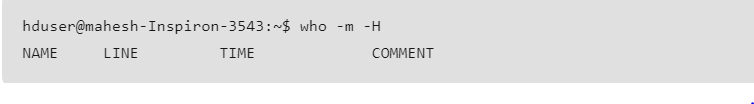 hduser@mahesh-Inspiron-3543:~$ who -m -H
NAME     LINE         TIME             COMMENT